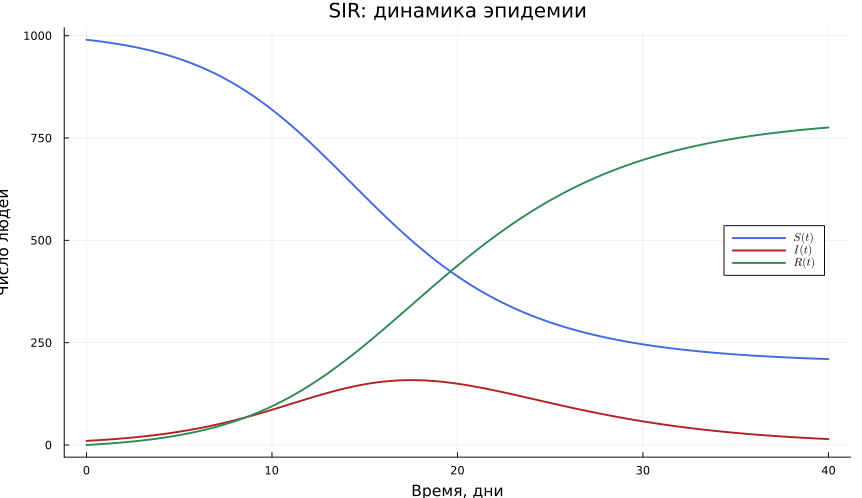 SIR: динамика эпидемии
1000
750
500
250
0
Число людей
S(t)
I(t)
R(t)
0 10 20 30 40
Время, дни